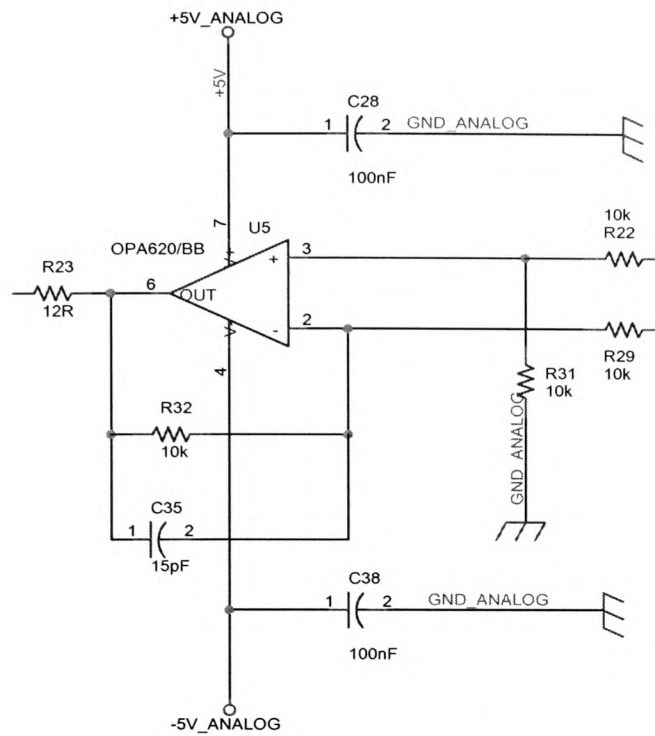 +5V_ANALOG
+5V
C28
1 2 GND_ANALOG
100nF
7
U5
OPA620/BB
10k
R22
V+
+ 3
R23
6 OUT
12R
- 2
V-
R29
10k
4
R31
10k
GND_ANALOG
R32
10k
C35
1 2
15pF
C38
1 2 GND_ANALOG
100nF
-5V_ANALOG